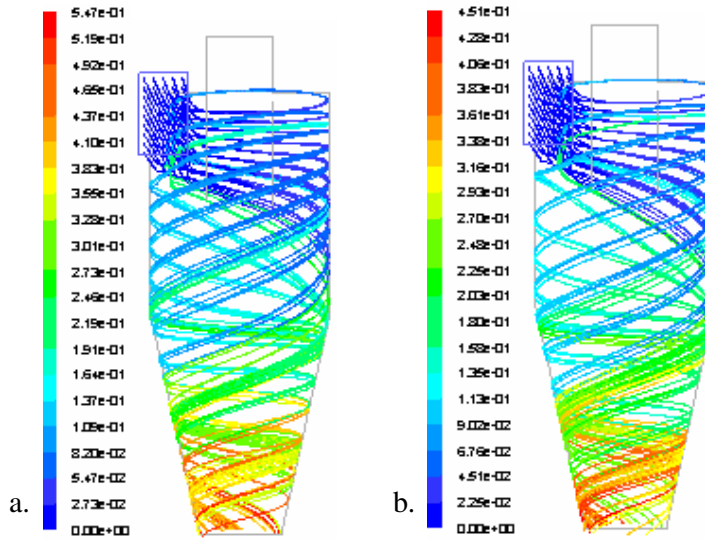 5.47e-01
5.19e-01
4.92e-01
4.65e-01
4.37e-01
4.10e-01
3.83e-01
3.55e-01
3.28e-01
3.01e-01
2.73e-01
2.46e-01
2.19e-01
1.91e-01
1.64e-01
1.37e-01
1.09e-01
8.20e-02
5.47e-02
2.73e-02
0.00e+00
a.
4.51e-01
4.28e-01
4.06e-01
3.83e-01
3.61e-01
3.38e-01
3.16e-01
2.93e-01
2.70e-01
2.48e-01
2.25e-01
2.03e-01
1.80e-01
1.58e-01
1.35e-01
1.13e-01
9.02e-02
6.76e-02
4.51e-02
2.25e-02
0.00e+00
b.